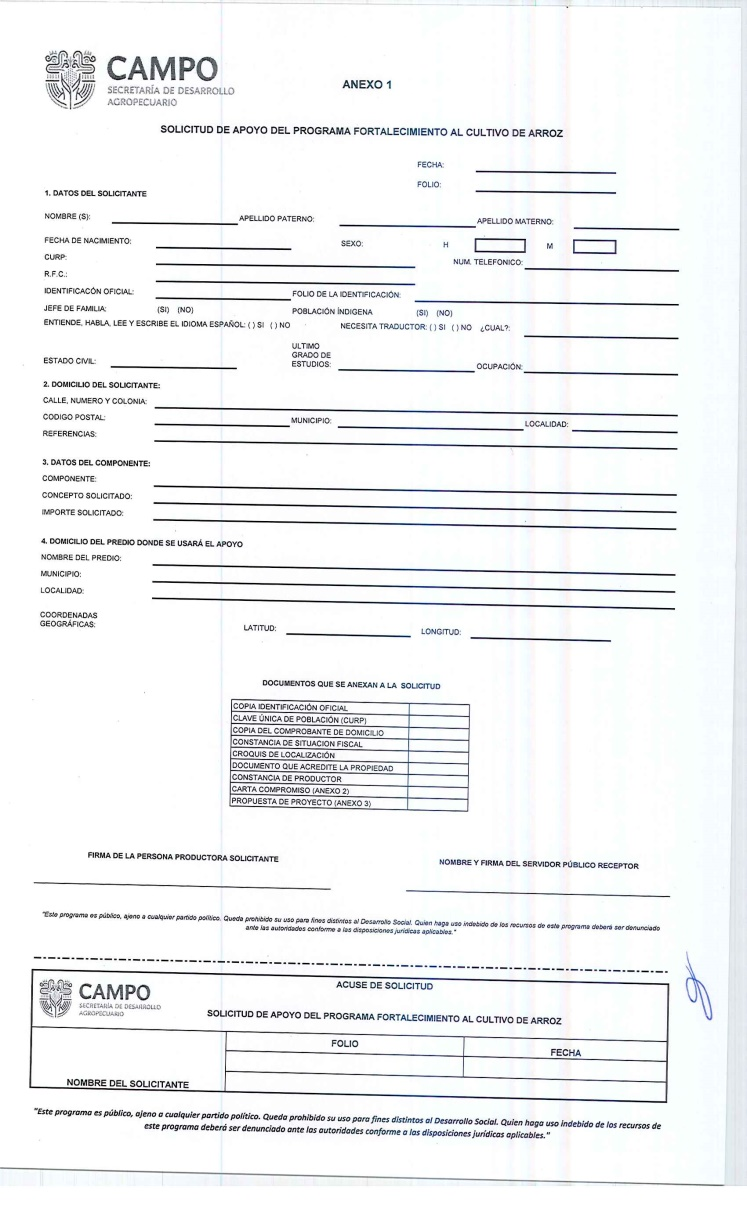 CAMPO
SECRETARÍA DE DESARROLLO
AGROPECUARIO
ANEXO 1
SOLICITUD DE APOYO DEL PROGRAMA FORTALECIMIENTO AL CULTIVO DE ARROZ
FECHA:
FOLIO:
1. DATOS DEL SOLICITANTE
NOMBRE (S): APELLIDO PATERNO: APELLIDO MATERNO:
FECHA DE NACIMIENTO: SEXO: H M
CURP: NUM. TELEFONICO:
R.F.C.:
IDENTIFICACÓN OFICIAL: FOLIO DE LA IDENTIFICACIÓN:
JEFE DE FAMILIA: (SI) (NO) POBLACIÓN ÍNDIGENA (SI) (NO)
ENTIENDE, HABLA, LEE Y ESCRIBE EL IDIOMA ESPAÑOL: ( ) SI ( ) NO NECESITA TRADUCTOR: ( ) SI ( ) NO ¿CUAL?:
ESTADO CIVIL: ULTIMO GRADO DE ESTUDIOS: OCUPACIÓN:
2. DOMICILIO DEL SOLICITANTE:
CALLE, NUMERO Y COLONIA:
CODIGO POSTAL: MUNICIPIO: LOCALIDAD:
REFERENCIAS:
3. DATOS DEL COMPONENTE:
COMPONENTE:
CONCEPTO SOLICITADO:
IMPORTE SOLICITADO:
4. DOMICILIO DEL PREDIO DONDE SE USARÁ EL APOYO
NOMBRE DEL PREDIO:
MUNICIPIO:
LOCALIDAD:
COORDENADAS
GEOGRÁFICAS: LATITUD: LONGITUD:
DOCUMENTOS QUE SE ANEXAN A LA SOLICITUD
COPIA IDENTIFICACIÓN OFICIAL
CLAVE ÚNICA DE POBLACIÓN (CURP)
COPIA DEL COMPROBANTE DE DOMICILIO
CONSTANCIA DE SITUACION FISCAL
CROQUIS DE LOCALIZACIÓN
DOCUMENTO QUE ACREDITE LA PROPIEDAD
CONSTANCIA DE PRODUCTOR
CARTA COMPROMISO (ANEXO 2)
PROPUESTA DE PROYECTO (ANEXO 3)
FIRMA DE LA PERSONA PRODUCTORA SOLICITANTE NOMBRE Y FIRMA DEL SERVIDOR PÚBLICO RECEPTOR
"Este programa es público, ajeno a cualquier partido político. Queda prohibido su uso para fines distintos al Desarrollo Social. Quien haga uso indebido de los recursos de este programa deberá ser denunciado
ante las autoridades conforme a las disposiciones jurídicas aplicables."
CAMPO
SECRETARÍA DE DESARROLLO
AGROPECUARIO
ACUSE DE SOLICITUD
SOLICITUD DE APOYO DEL PROGRAMA FORTALECIMIENTO AL CULTIVO DE ARROZ
FOLIO FECHA
NOMBRE DEL SOLICITANTE
"Este programa es público, ajeno a cualquier partido político. Queda prohibido su uso para fines distintos al Desarrollo Social. Quien haga uso indebido de los recursos de
este programa deberá ser denunciado ante las autoridades conforme a las disposiciones jurídicas aplicables."